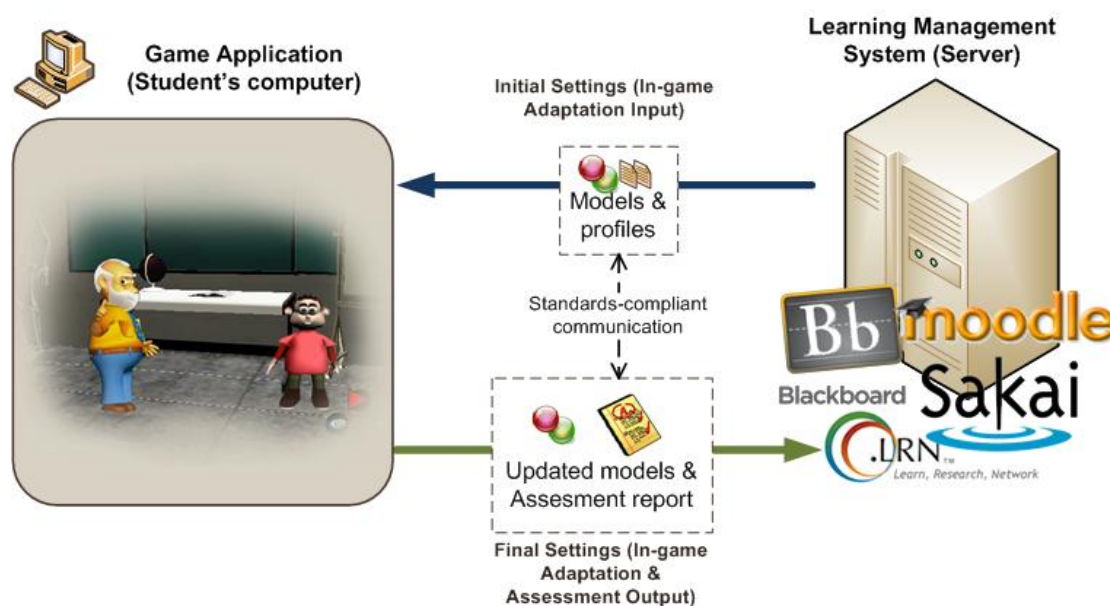 Game Application
(Student's computer)
Learning Management
System (Server)
Initial Settings (In-game
Adaptation Input)
Models &
profiles
Standards-compliant
communication
Bb
Blackboard
moodle
Sakai
.LRN™
Learn, Research, Network
Updated models &
Assesment report
Final Settings (In-game
Adaptation &
Assessment Output)